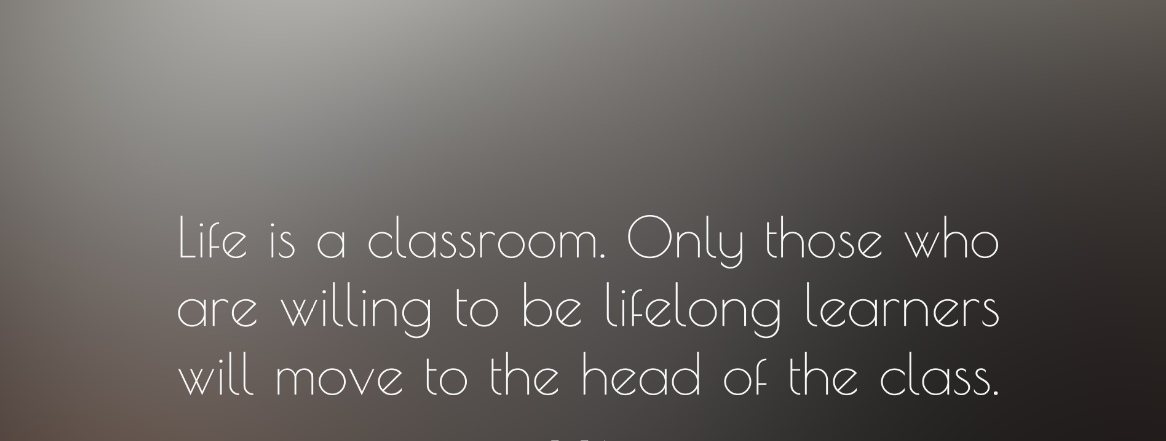 Life is a classroom. Only those who
are willing to be lifelong learners
will move to the head of the class.